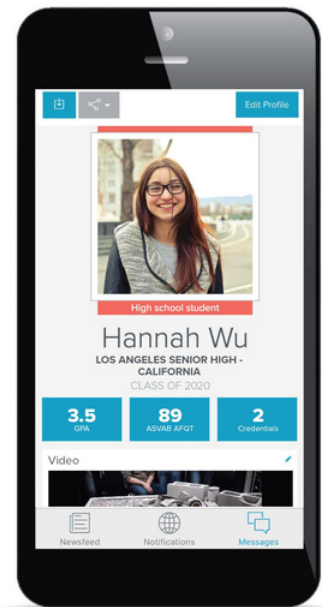 Edit Profile
High school student
Hannah Wu
LOS ANGELES SENIOR HIGH -
CALIFORNIA
CLASS OF 2020
3.5 89 2
GPA ASVAB AFQT Credentials
Video
Newsfeed Notifications Messages